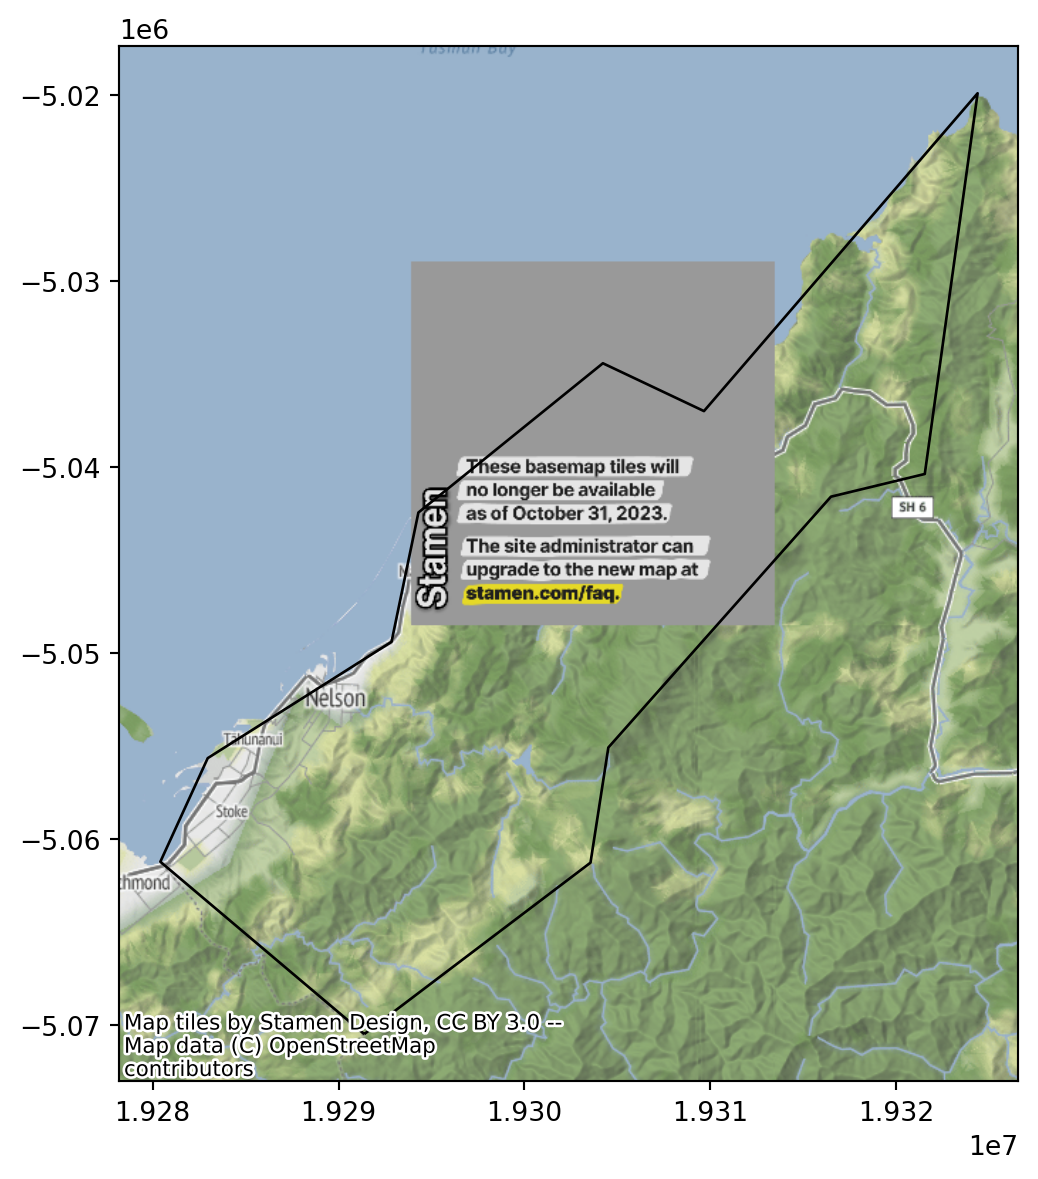 1e6
Tasman Bay
−5.02
−5.03
−5.04
These basemap tiles will
no longer be available
as of October 31, 2023.
Stamen
SH 6
The site administrator can
upgrade to the new map at
stamen.com/faq.
−5.05
Nelson
Tāhunanui
Stoke
−5.06
chmond
−5.07
Map tiles by Stamen Design, CC BY 3.0 --
Map data (C) OpenStreetMap
contributors
1.928
1.929
1.930
1.931
1.932
1e7